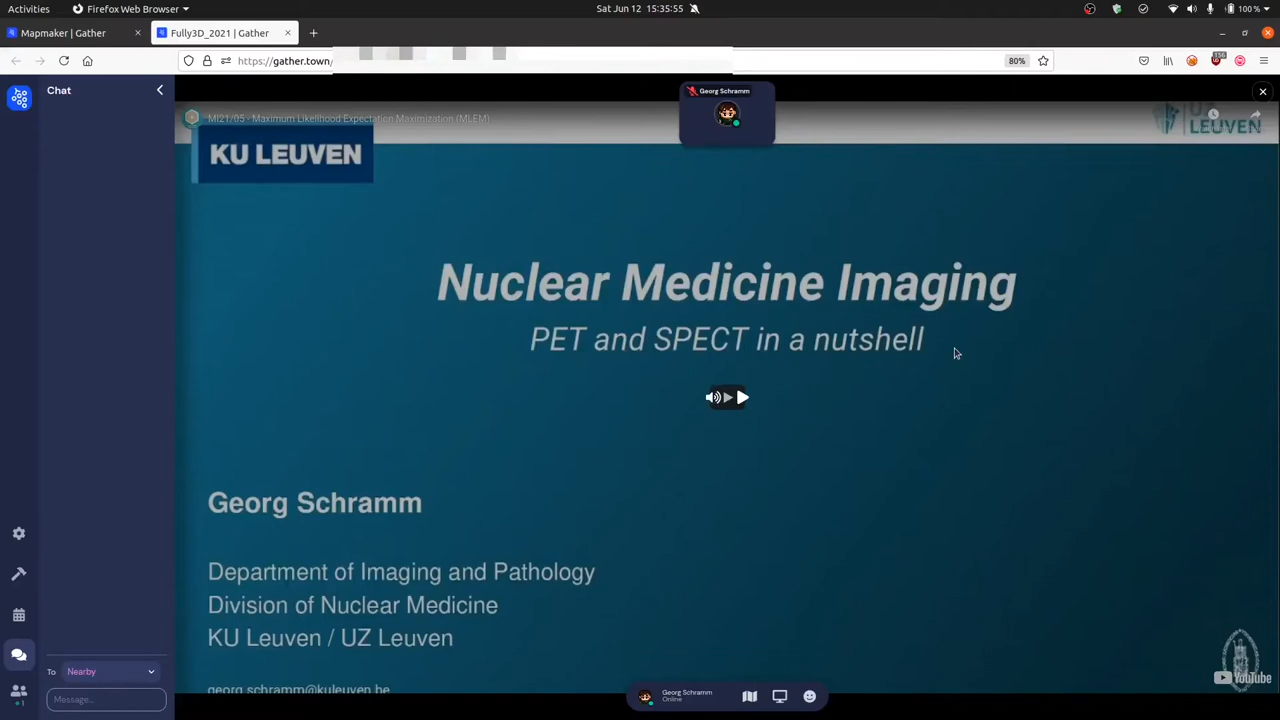 Activities
Firefox Web Browser
Sat Jun 12 15:35:55
100 %
Mapmaker | Gather
Fully3D_2021 | Gather
https://gather.town/
80%
156
Chat
Georg Schramm
MI21/05 - Maximum Likelihood Expectation Maximization (MLEM)
UZ
LEUVEN
KU LEUVEN
Nuclear Medicine Imaging
PET and SPECT in a nutshell
Georg Schramm
Department of Imaging and Pathology
Division of Nuclear Medicine
KU Leuven / UZ Leuven
georg.schramm@kuleuven.be
YouTube
To
Nearby
Message...
+1
Georg Schramm
Online